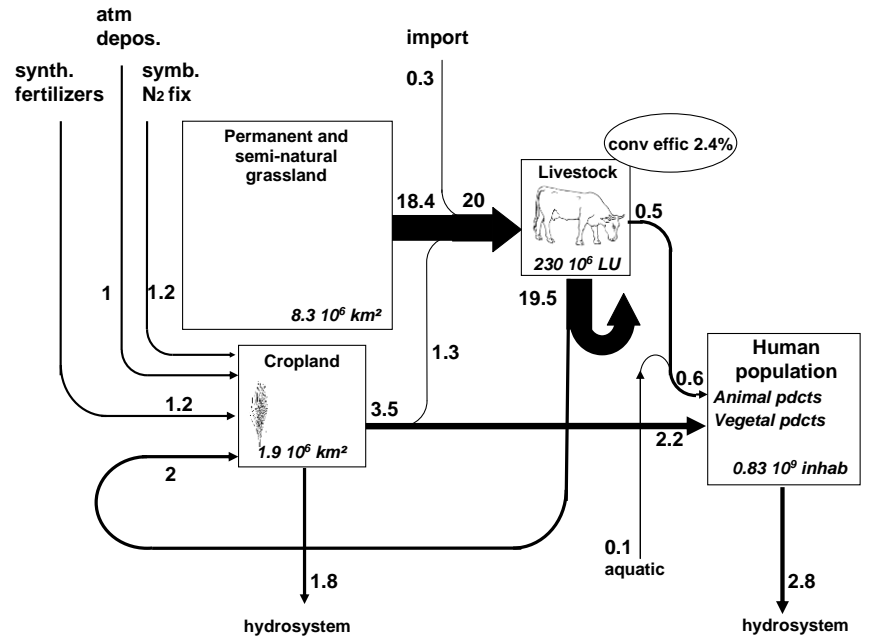 atm
depos.
import
synth.
fertilizers
symb.
N2 fix
0.3
Permanent and
semi-natural
grassland
conv effic 2.4%
Livestock
18.4
20
0.5
230 10⁶ LU
1
1.2
8.3 10⁶ km²
19.5
Cropland
1.3
Human
population
0.6
Animal pdcts
Vegetal pdcts
1.2
3.5
2.2
1.9 10⁶ km²
2
0.83 10⁹ inhab
0.1
aquatic
1.8
2.8
hydrosystem
hydrosystem